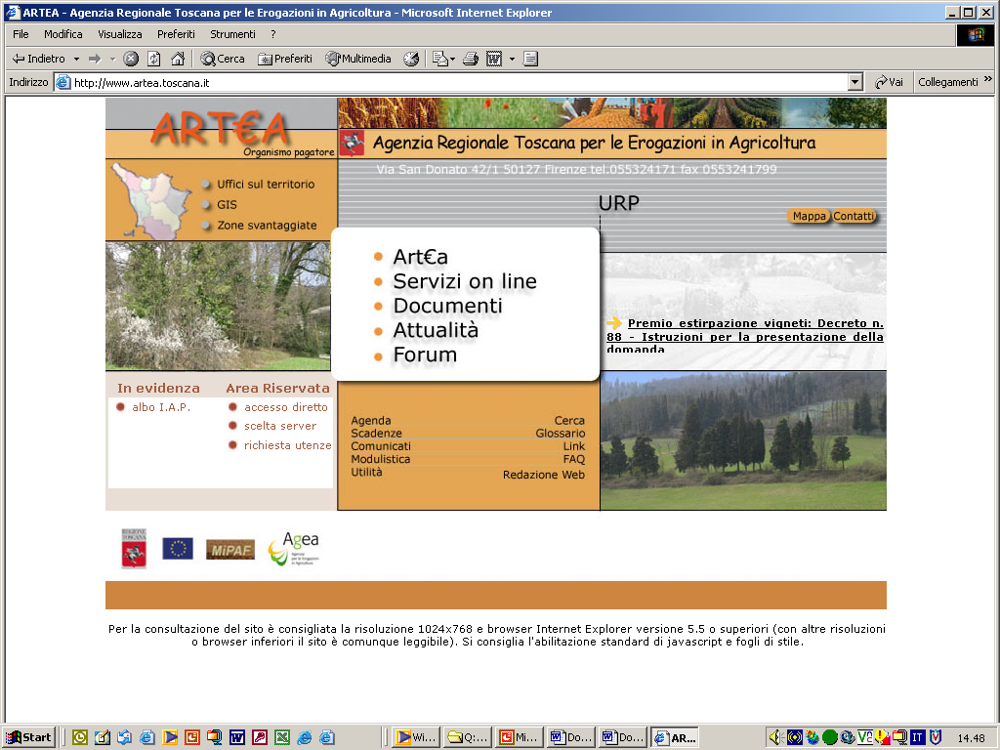 ARTEA - Agenzia Regionale Toscana per le Erogazioni in Agricoltura - Microsoft Internet Explorer
File Modifica Visualizza Preferiti Strumenti ?
Indietro Cerca Preferiti Multimedia
Indirizzo http://www.artea.toscana.it Vai Collegamenti »
ART€A
Organismo pagatore
Agenzia Regionale Toscana per le Erogazioni in Agricoltura
Via San Donato 42/1 50127 Firenze tel.055324171 fax 0553241799
Uffici sul territorio
GIS
Zone svantaggiate
URP
Mappa Contatti
Art€a
Servizi on line
Documenti
Attualità
Forum
Premio estirpazione vigneti: Decreto n.
88 - Istruzioni per la presentazione della
domanda
In evidenza
albo I.A.P.
Area Riservata
accesso diretto
scelta server
richiesta utenze
Agenda
Scadenze
Comunicati
Modulistica
Utilità
Cerca
Glossario
Link
FAQ
Redazione Web
REGIONE
TOSCANA
MiPAF
Agea
Per la consultazione del sito è consigliata la risoluzione 1024x768 e browser Internet Explorer versione 5.5 o superiori (con altre risoluzioni
o browser inferiori il sito è comunque leggibile). Si consiglia l'abilitazione standard di javascript e fogli di stile.
Start Wi... Q:... Mi... Do... Do... AR... IT 14.48